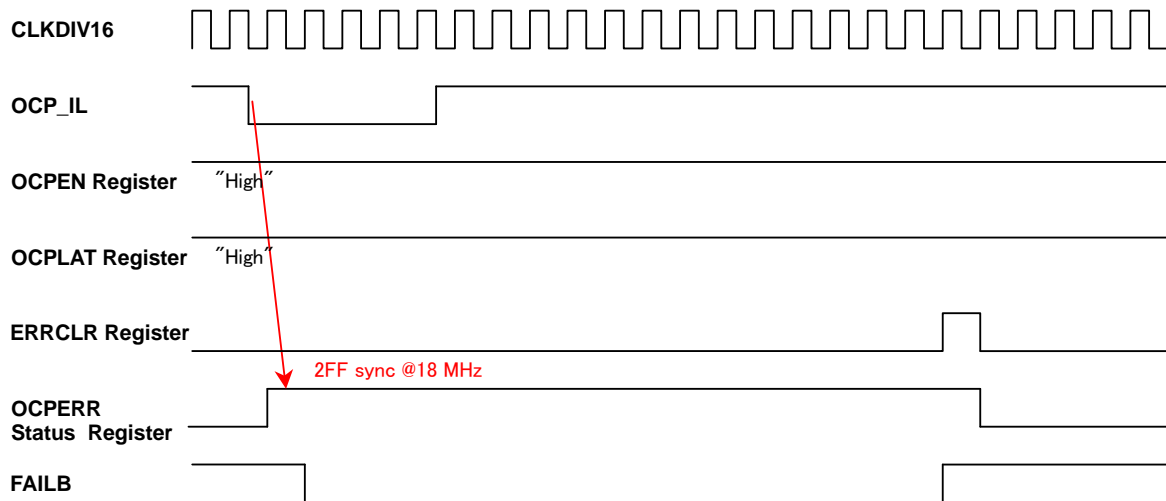 CLKDIV16
OCP_IL
OCPEN Register
"High"
OCPLAT Register
"High"
ERRCLR Register
2FF sync @18 MHz
OCPERR
Status Register
FAILB